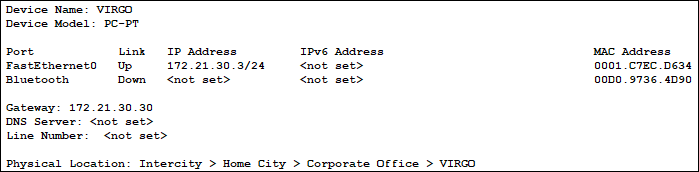 Device Name: VIRGO
Device Model: PC-PT
Port Link IP Address IPv6 Address MAC Address
FastEthernet0 Up 172.21.30.3/24 <not set> 0001.C7EC.D634
Bluetooth Down <not set> <not set> 00D0.9736.4D90
Gateway: 172.21.30.30
DNS Server: <not set>
Line Number: <not set>
Physical Location: Intercity > Home City > Corporate Office > VIRGO